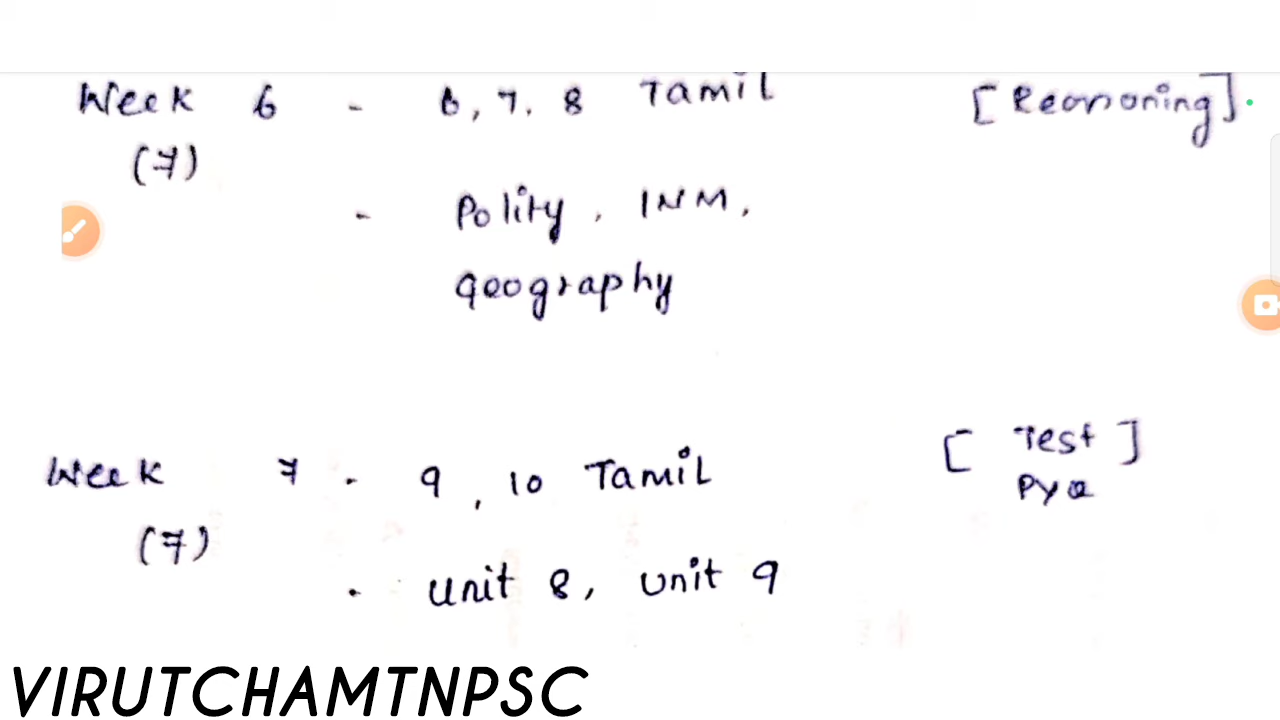 Week 6 - 6, 7, 8 Tamil [Reasoning].
(7)
- Polity, INM,
Geography
Week 7 - 9, 10 Tamil [Test]
PYQ
(7)
- Unit 8, Unit 9
VIRUTCHAMTNPSC